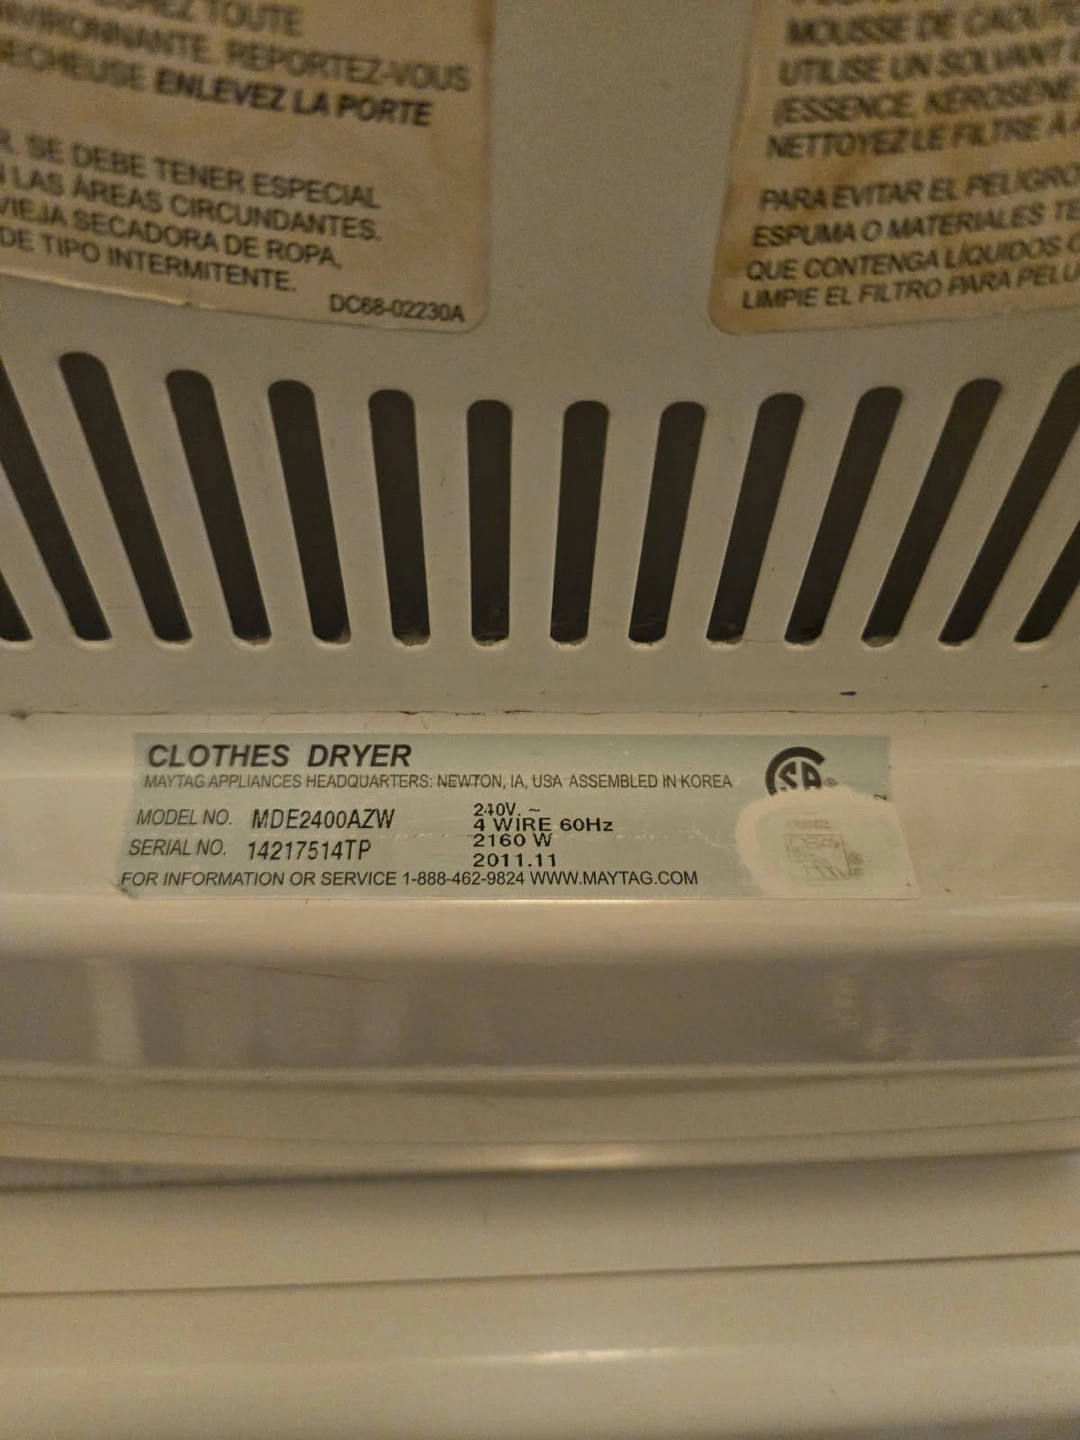 TOUTE
ENVIRONNANTE. REPORTEZ-VOUS
ENLEVEZ LA PORTE
SE DEBE TENER ESPECIAL
LAS ÁREAS CIRCUNDANTES.
VIEJA SECADORA DE ROPA,
DE TIPO INTERMITENTE.
DC68-02230A
MOUSSE DE
UTILISE UN SOLVANT
(ESSENCE, KÉROSÈNE,
NETTOYEZ LE FILTRE À
PARA EVITAR EL PELIGRO
ESPUMA O MATERIALES
QUE CONTENGA LÍQUIDOS
LIMPIE EL FILTRO PARA
CLOTHES DRYER
MAYTAG APPLIANCES HEADQUARTERS: NEWTON, IA, USA ASSEMBLED IN KOREA
MODEL NO. MDE2400AZW
SERIAL NO. 14217514TP
240V. ~
4 WIRE 60Hz
2160 W
2011.11
FOR INFORMATION OR SERVICE 1-888-462-9824 WWW.MAYTAG.COM
SA ®